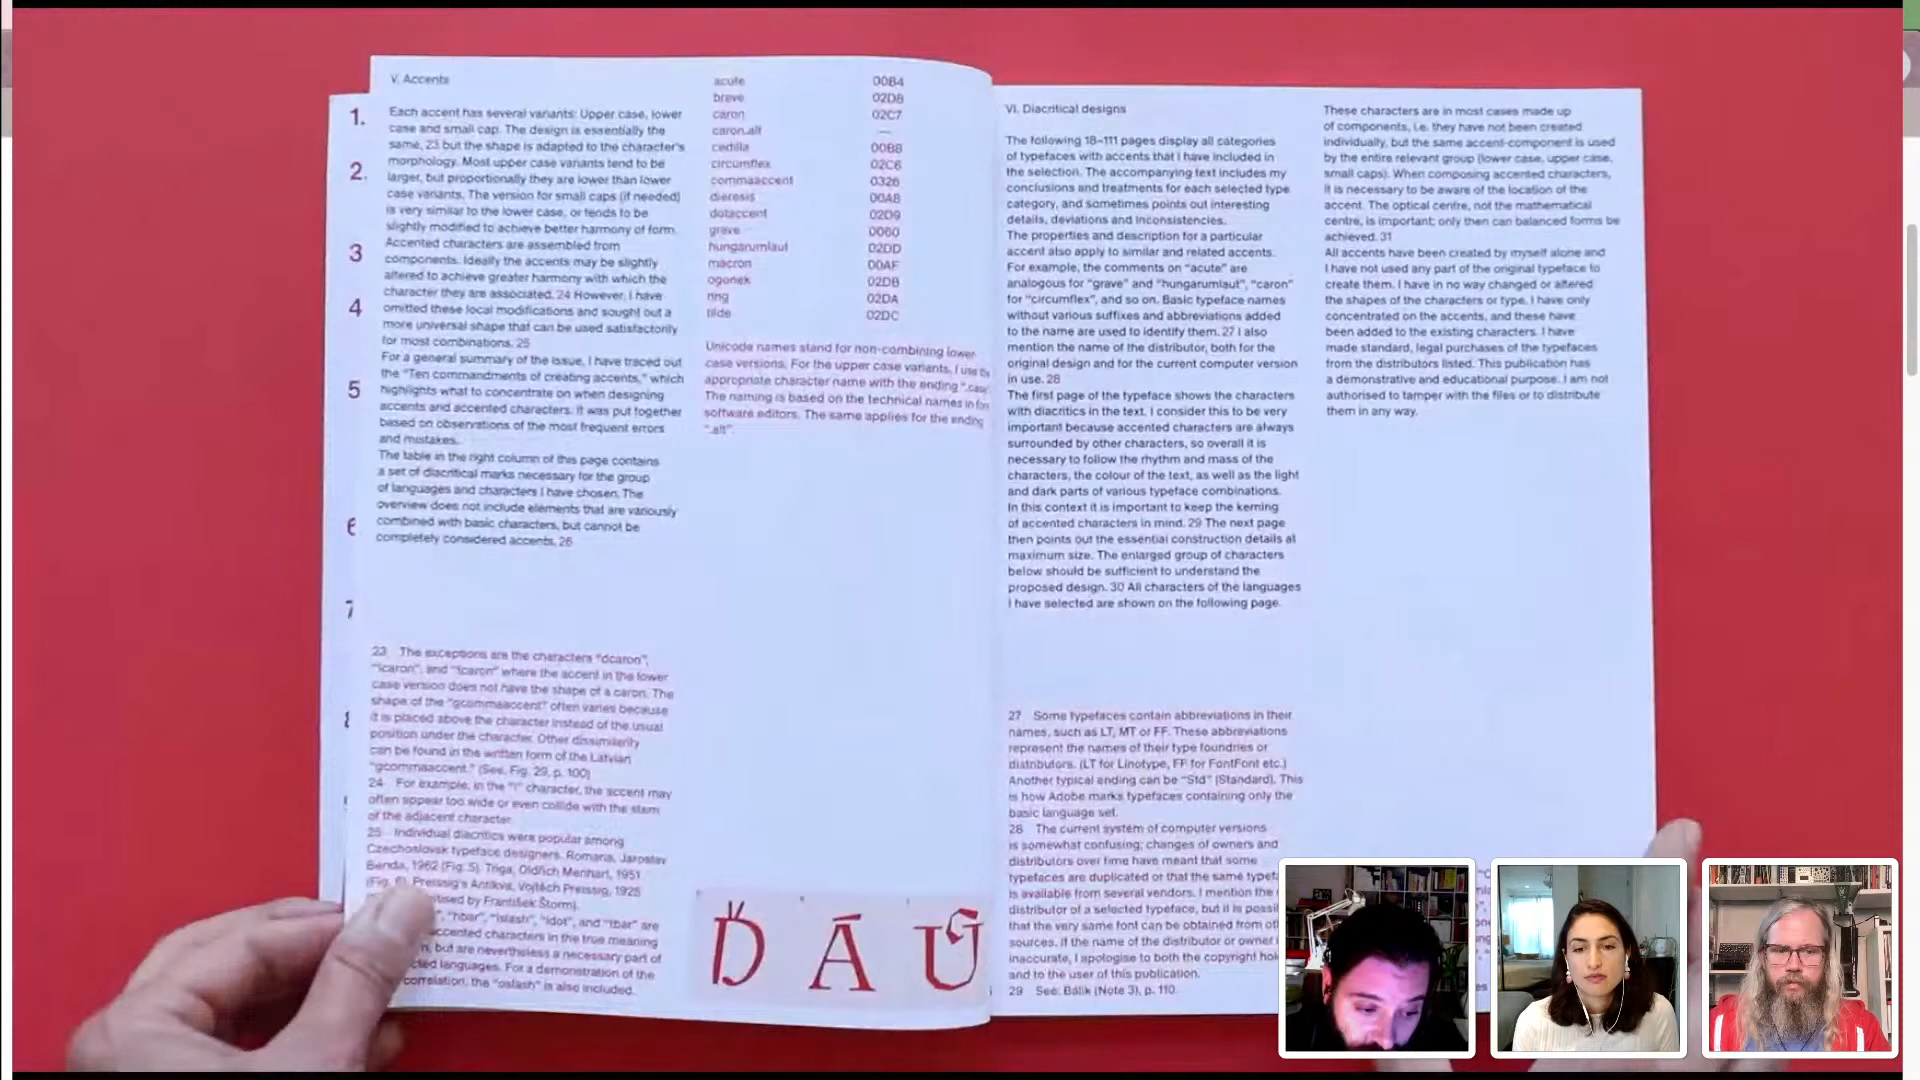 V. Accents
1.
2.
3
4
5
6
7
8
Each accent has several variants: Upper case, lower
case and small cap. The design is essentially the
same, 23 but the shape is adapted to the character's
morphology. Most upper case variants tend to be
larger, but proportionally they are lower than lower
case variants. The version for small caps (if needed)
is very similar to the lower case, or tends to be
slightly modified to achieve better harmony of form.
Accented characters are assembled from
components. Ideally the accents may be slightly
altered to achieve greater harmony with which the
character they are associated. 24 However, I have
omitted these local modifications and sought out a
more universal shape that can be used satisfactorily
for most combinations. 25
For a general summary of the issue, I have traced out
the "Ten commandments of creating accents," which
highlights what to concentrate on when designing
accents and accented characters. It was put together
based on observations of the most frequent errors
and mistakes.
The table in the right column of this page contains
a set of diacritical marks necessary for the group
of languages and characters I have chosen. The
overview does not include elements that are variously
combined with basic characters, but cannot be
completely considered accents. 26
23 The exceptions are the characters "dcaron",
"lcaron", and "tcaron" where the accent in the lower
case version does not have the shape of a caron. The
shape of the "gcommaaccent" often varies because
it is placed above the character instead of the usual
position under the character. Other dissimilarity
can be found in the written form of the Latvian
"gcommaaccent." (See, Fig. 29, p. 100)
24 For example, in the "i" character, the accent may
often appear too wide or even collide with the stem
of the adjacent character.
25 Individual diacritics were popular among
Czechoslovak typeface designers. Romana, Jaroslav
Benda, 1962 (Fig. 5). Triga, Oldřich Menhart, 1951
(Fig. 6), Preissig's Antikva, Vojtěch Preissig, 1925
by František Štorm).
"hbar", "lslash", "ldot", and "tbar" are
accented characters in the true meaning
but are nevertheless a necessary part of
languages. For a demonstration of the
correlation, the "oslash" is also included.
acute 00B4
breve 02D8
caron 02C7
caron.alt —
cedilla 00B8
circumflex 02C6
commaaccent 0326
dieresis 00A8
dotaccent 02D9
grave 0060
hungarumlaut 02DD
macron 00AF
ogonek 02DB
ring 02DA
tilde 02DC
Unicode names stand for non-combining lower
case versions. For the upper case variants, I use
appropriate character name with the ending ".case
The naming is based on the technical names in
software editors. The same applies for the ending
".alt".
VI. Diacritical designs
The following 18–111 pages display all categories
of typefaces with accents that I have included in
the selection. The accompanying text includes my
conclusions and treatments for each selected type
category, and sometimes points out interesting
details, deviations and inconsistencies.
The properties and description for a particular
accent also apply to similar and related accents.
For example, the comments on "acute" are
analogous for "grave" and "hungarumlaut", "caron"
for "circumflex", and so on. Basic typeface names
without various suffixes and abbreviations added
to the name are used to identify them. 27 I also
mention the name of the distributor, both for the
original design and for the current computer version
in use. 28
The first page of the typeface shows the characters
with diacritics in the text. I consider this to be very
important because accented characters are always
surrounded by other characters, so overall it is
necessary to follow the rhythm and mass of the
characters, the colour of the text, as well as the light
and dark parts of various typeface combinations.
In this context it is important to keep the kerning
of accented characters in mind. 29 The next page
then points out the essential construction details at
maximum size. The enlarged group of characters
below should be sufficient to understand the
proposed design. 30 All characters of the languages
I have selected are shown on the following page.
27 Some typefaces contain abbreviations in their
names, such as LT, MT or FF. These abbreviations
represent the names of their type foundries or
distributors. (LT for Linotype, FF for FontFont etc.)
Another typical ending can be "Std" (Standard). This
is how Adobe marks typefaces containing only the
basic language set.
28 The current system of computer versions
is somewhat confusing; changes of owners and
distributors over time have meant that some
typefaces are duplicated or that the same typef
is available from several vendors. I mention the
distributor of a selected typeface, but it is possi
that the very same font can be obtained from
sources. If the name of the distributor or owner
inaccurate, I apologise to both the copyright hol
and to the user of this publication.
29 See: Bálik (Note 3), p. 110.
These characters are in most cases made up
of components, i.e. they have not been created
individually, but the same accent-component is used
by the entire relevant group (lower case, upper case,
small caps). When composing accented characters,
it is necessary to be aware of the location of the
accent. The optical centre, not the mathematical
centre, is important; only then can balanced forms be
achieved. 31
All accents have been created by myself alone and
I have not used any part of the original typeface to
create them. I have in no way changed or altered
the shapes of the characters or type. I have only
concentrated on the accents, and these have
been added to the existing characters. I have
made standard, legal purchases of the typefaces
from the distributors listed. This publication has
a demonstrative and educational purpose. I am not
authorised to tamper with the files or to distribute
them in any way.